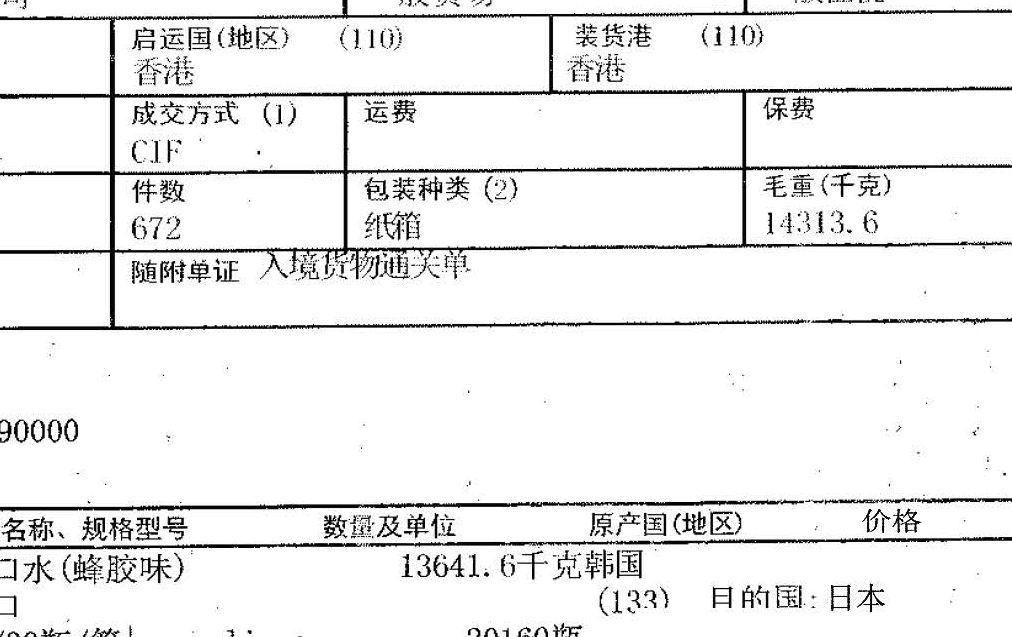 启运国(地区) (110) 装货港 (110)
香港 香港
成交方式 (1) 运费 保费
CIF
件数 包装种类 (2) 毛重(千克)
672 纸箱 14313.6
随附单证 入境货物通关单
90000
名称、规格型号 数量及单位 原产国(地区) 价格
口水(蜂胶味) 13641.6千克韩国
口 (133) 目的国:日本
20160瓶